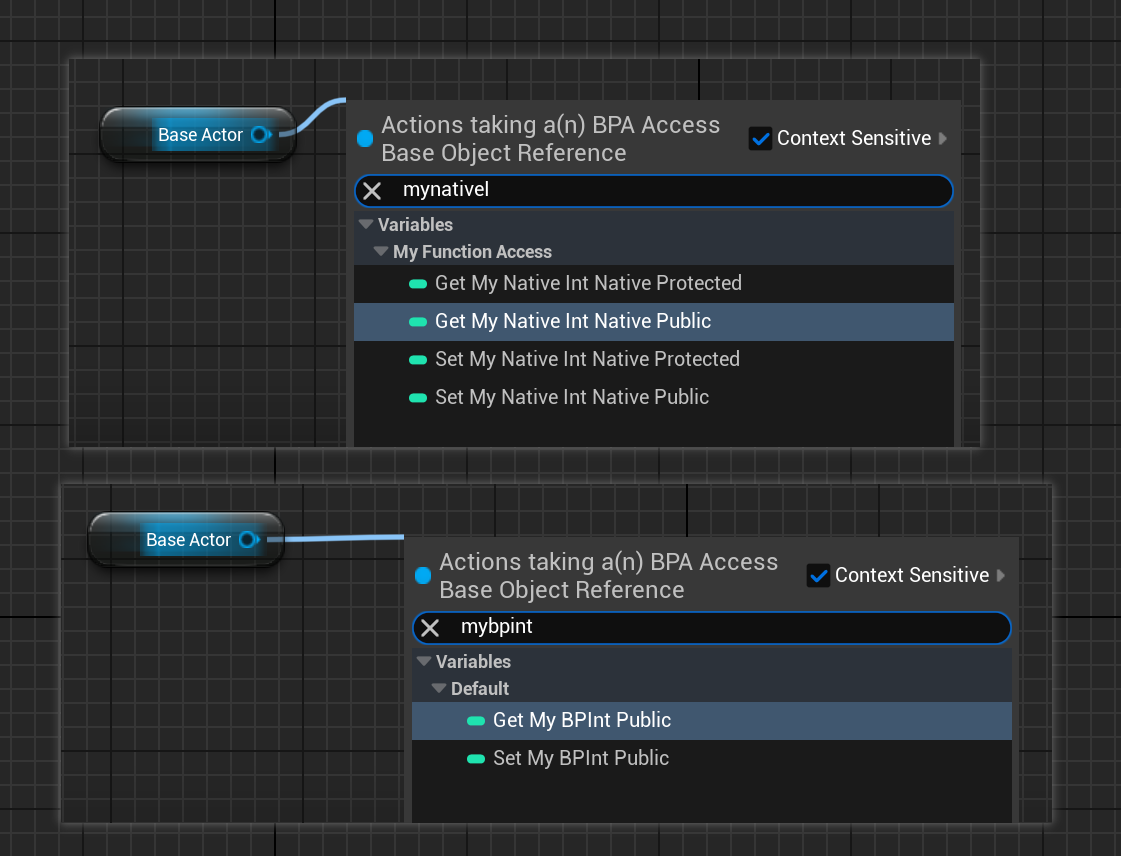 Base Actor
Actions taking a(n) BPA Access
Base Object Reference
Context Sensitive
mynativeI
Variables
My Function Access
Get My Native Int Native Protected
Get My Native Int Native Public
Set My Native Int Native Protected
Set My Native Int Native Public
Base Actor
Actions taking a(n) BPA Access
Base Object Reference
Context Sensitive
mybpint
Variables
Default
Get My BPInt Public
Set My BPInt Public